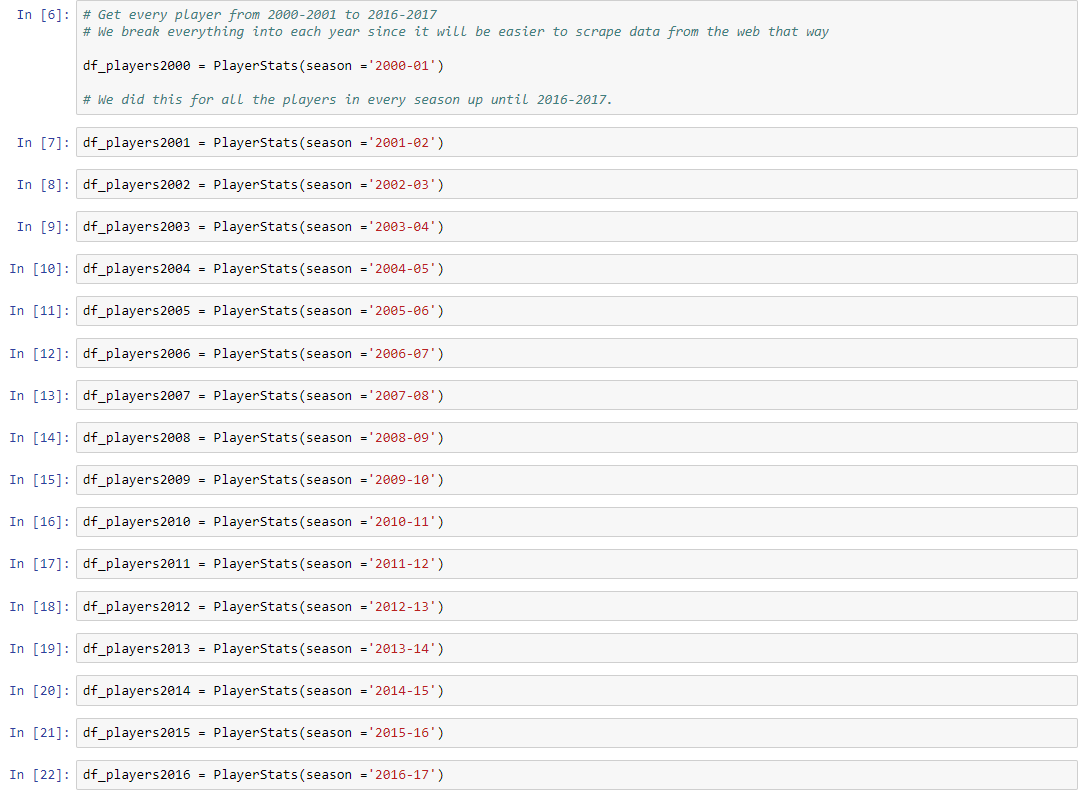 In [6]: # Get every player from 2000-2001 to 2016-2017
# We break everything into each year since it will be easier to scrape data from the web that way
df_players2000 = PlayerStats(season ='2000-01')
# We did this for all the players in every season up until 2016-2017.
In [7]: df_players2001 = PlayerStats(season ='2001-02')
In [8]: df_players2002 = PlayerStats(season ='2002-03')
In [9]: df_players2003 = PlayerStats(season ='2003-04')
In [10]: df_players2004 = PlayerStats(season ='2004-05')
In [11]: df_players2005 = PlayerStats(season ='2005-06')
In [12]: df_players2006 = PlayerStats(season ='2006-07')
In [13]: df_players2007 = PlayerStats(season ='2007-08')
In [14]: df_players2008 = PlayerStats(season ='2008-09')
In [15]: df_players2009 = PlayerStats(season ='2009-10')
In [16]: df_players2010 = PlayerStats(season ='2010-11')
In [17]: df_players2011 = PlayerStats(season ='2011-12')
In [18]: df_players2012 = PlayerStats(season ='2012-13')
In [19]: df_players2013 = PlayerStats(season ='2013-14')
In [20]: df_players2014 = PlayerStats(season ='2014-15')
In [21]: df_players2015 = PlayerStats(season ='2015-16')
In [22]: df_players2016 = PlayerStats(season ='2016-17')